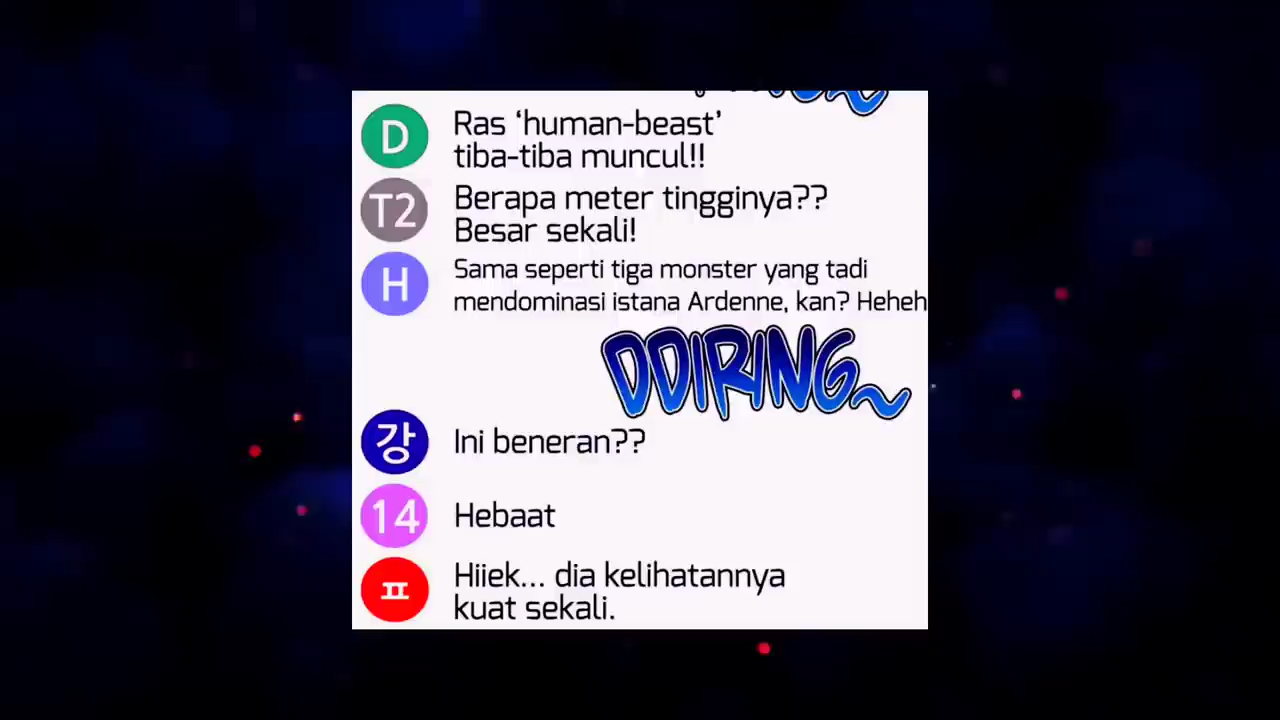 D
Ras ‘human-beast’
tiba-tiba muncul!!
T2
Berapa meter tingginya??
Besar sekali!
H
Sama seperti tiga monster yang tadi
mendominasi istana Ardenne, kan? Heheh
DDIRING~
강
Ini beneran??
14
Hebaat
ㅍ
Hiiek... dia kelihatannya
kuat sekali.